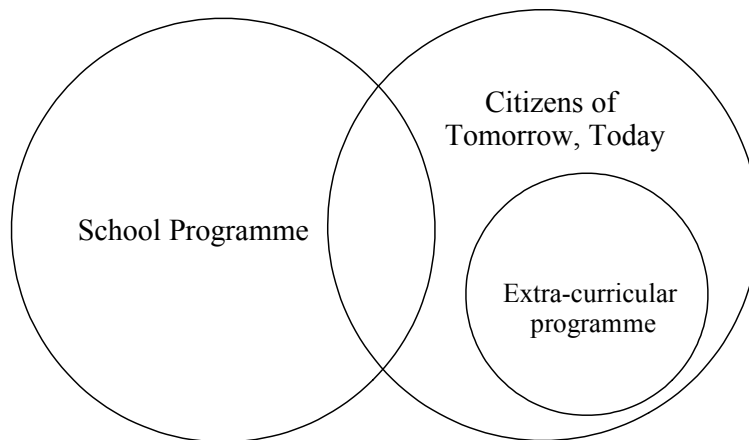 Citizens of
Tomorrow, Today
School Programme
Extra-curricular
programme